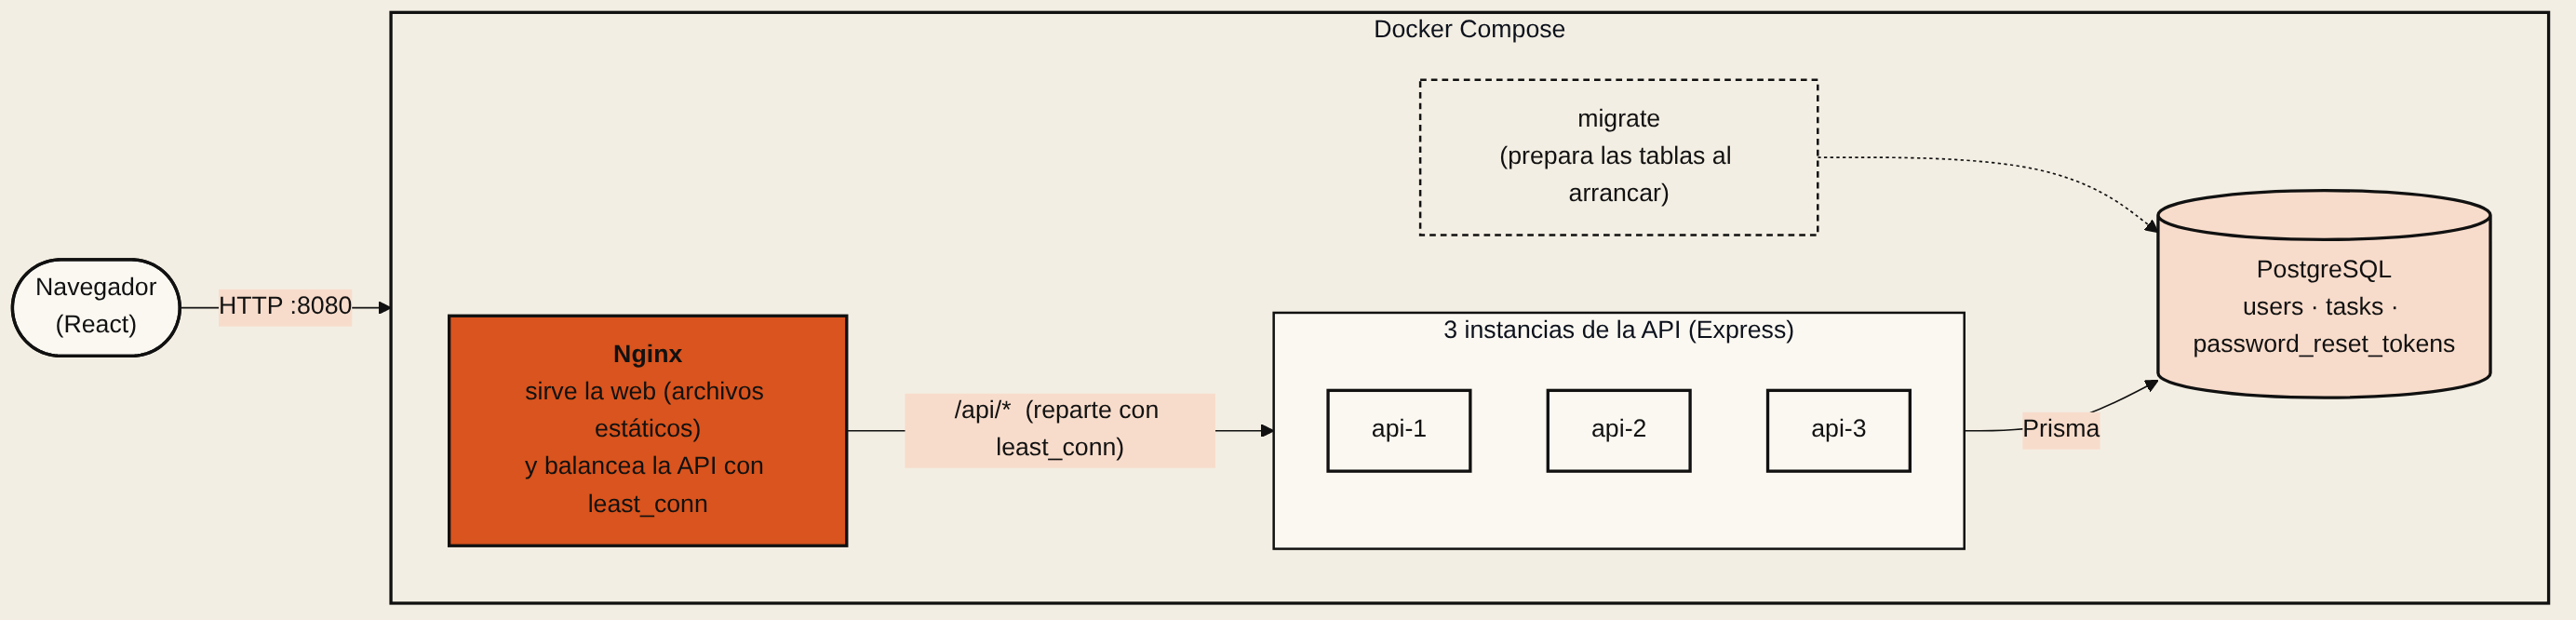 Docker Compose
migrate
(prepara las tablas al
arrancar)
Navegador
(React)
HTTP :8080
Nginx
sirve la web (archivos
estáticos)
y balancea la API con
least_conn
/api/* (reparte con
least_conn)
3 instancias de la API (Express)
api-1
api-2
api-3
Prisma
PostgreSQL
users · tasks ·
password_reset_tokens